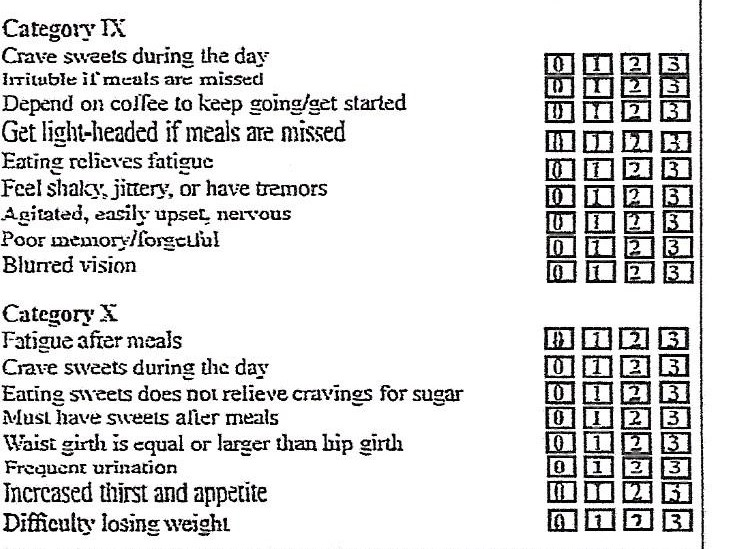 Category IX
Crave sweets during the day 0 1 2 3
Irritable if meals are missed 0 1 2 3
Depend on coffee to keep going/get started 0 1 2 3
Get light-headed if meals are missed 0 1 2 3
Eating relieves fatigue 0 1 2 3
Feel shaky, jittery, or have tremors 0 1 2 3
Agitated, easily upset, nervous 0 1 2 3
Poor memory/forgetful 0 1 2 3
Blurred vision 0 1 2 3
Category X
Fatigue after meals 0 1 2 3
Crave sweets during the day 0 1 2 3
Eating sweets does not relieve cravings for sugar 0 1 2 3
Must have sweets after meals 0 1 2 3
Waist girth is equal or larger than hip girth 0 1 2 3
Frequent urination 0 1 2 3
Increased thirst and appetite 0 1 2 3
Difficulty losing weight 0 1 2 3